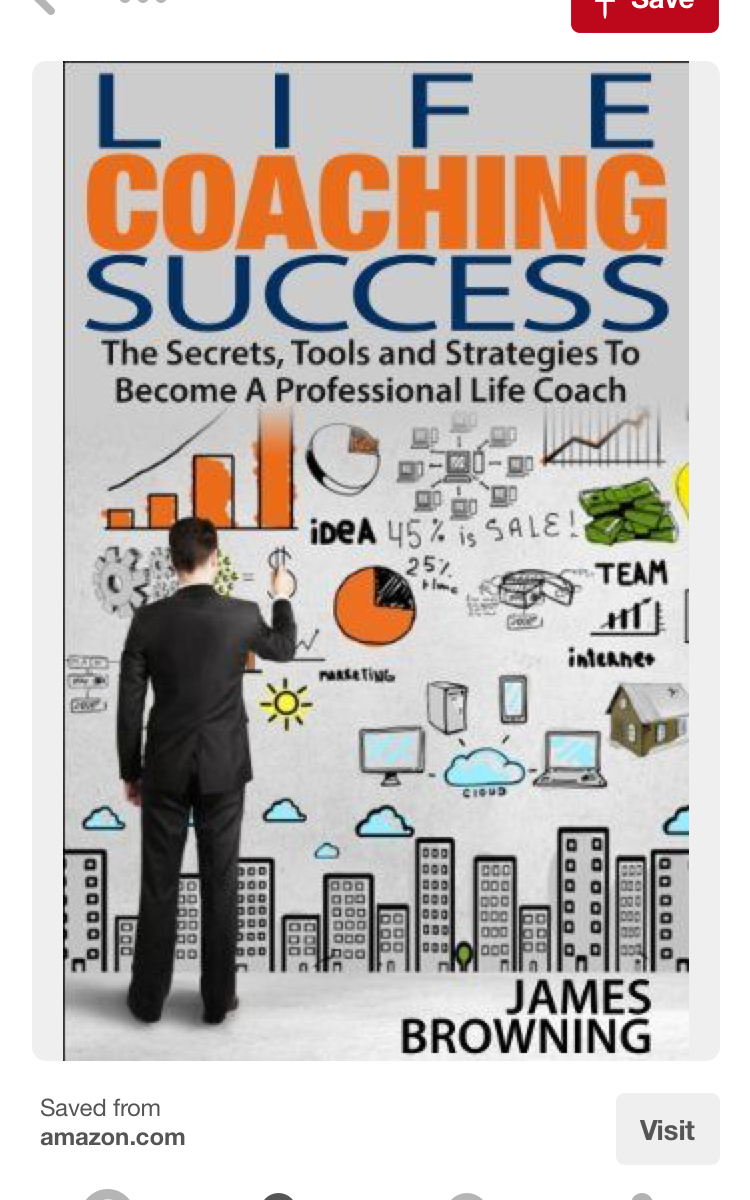 Save
L I F E
COACHING
SUCCESS
The Secrets, Tools and Strategies To
Become A Professional Life Coach
iDeA 45% is SALE!
25%
time
TEAM
internet
MARKETING
CLOUD
JAMES
BROWNING
Saved from
amazon.com
Visit